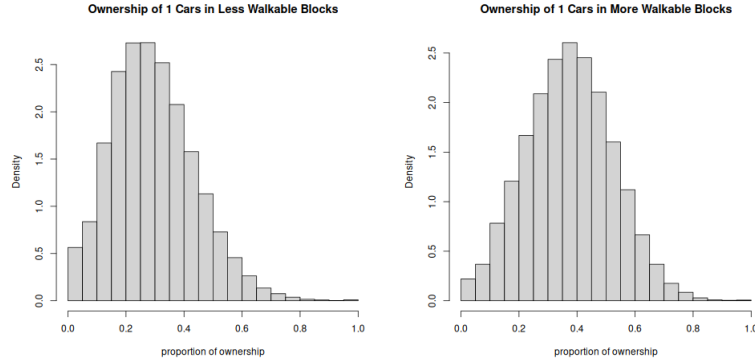 Ownership of 1 Cars in Less Walkable Blocks
Density
0.0 0.5 1.0 1.5 2.0 2.5
0.0 0.2 0.4 0.6 0.8 1.0
proportion of ownership
Ownership of 1 Cars in More Walkable Blocks
Density
0.0 0.5 1.0 1.5 2.0 2.5
0.0 0.2 0.4 0.6 0.8 1.0
proportion of ownership